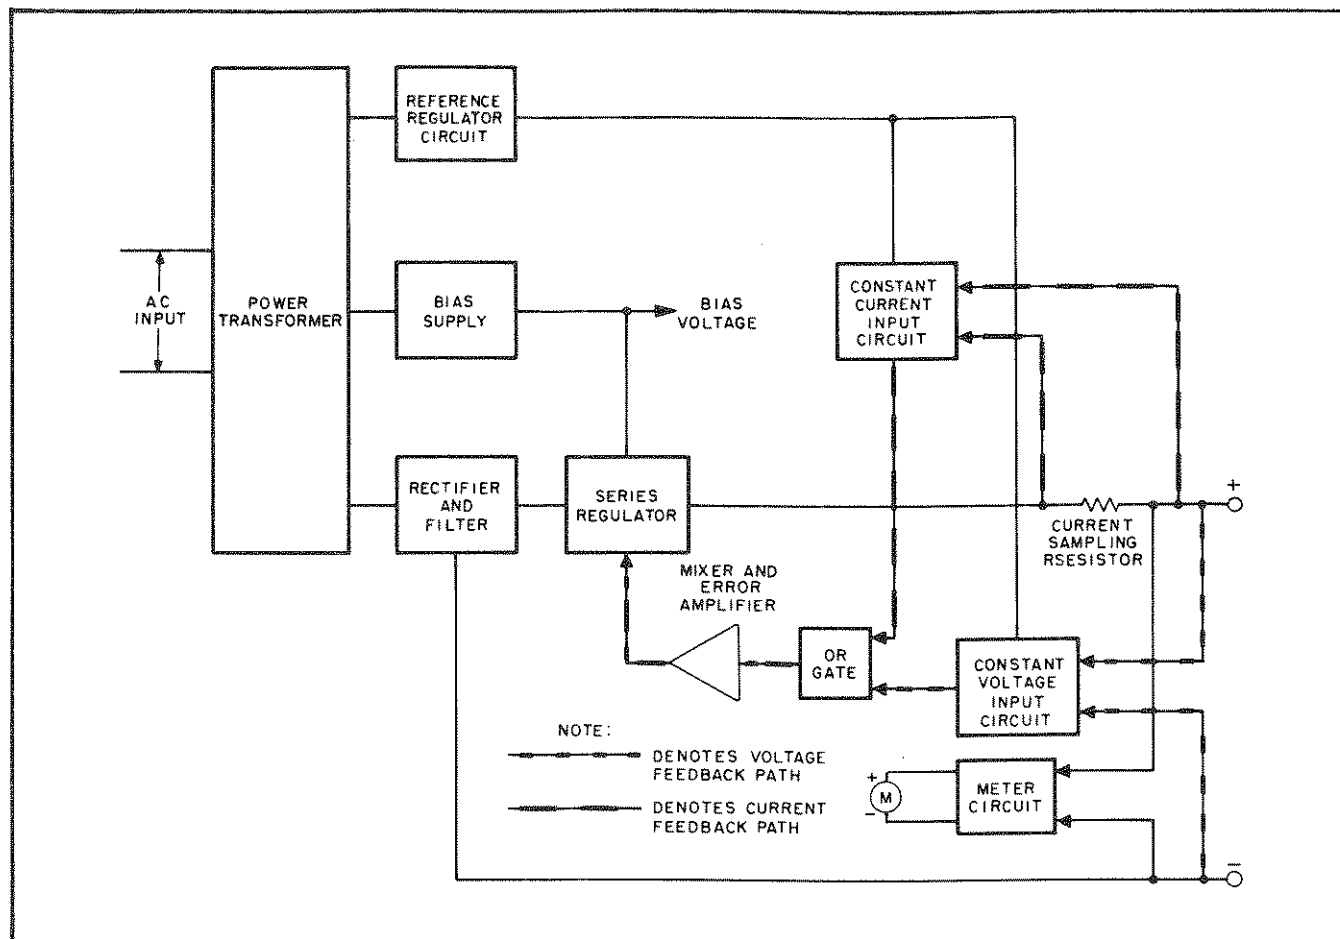 REFERENCE
REGULATOR
CIRCUIT
AC
INPUT
POWER
TRANSFORMER
BIAS
SUPPLY
BIAS
VOLTAGE
CONSTANT
CURRENT
INPUT
CIRCUIT
RECTIFIER
AND
FILTER
SERIES
REGULATOR
+
CURRENT
SAMPLING
RSESISTOR
MIXER AND
ERROR
AMPLIFIER
OR
GATE
CONSTANT
VOLTAGE
INPUT
CIRCUIT
NOTE:
DENOTES VOLTAGE
FEEDBACK PATH
DENOTES CURRENT
FEEDBACK PATH
+
M
−
METER
CIRCUIT
−